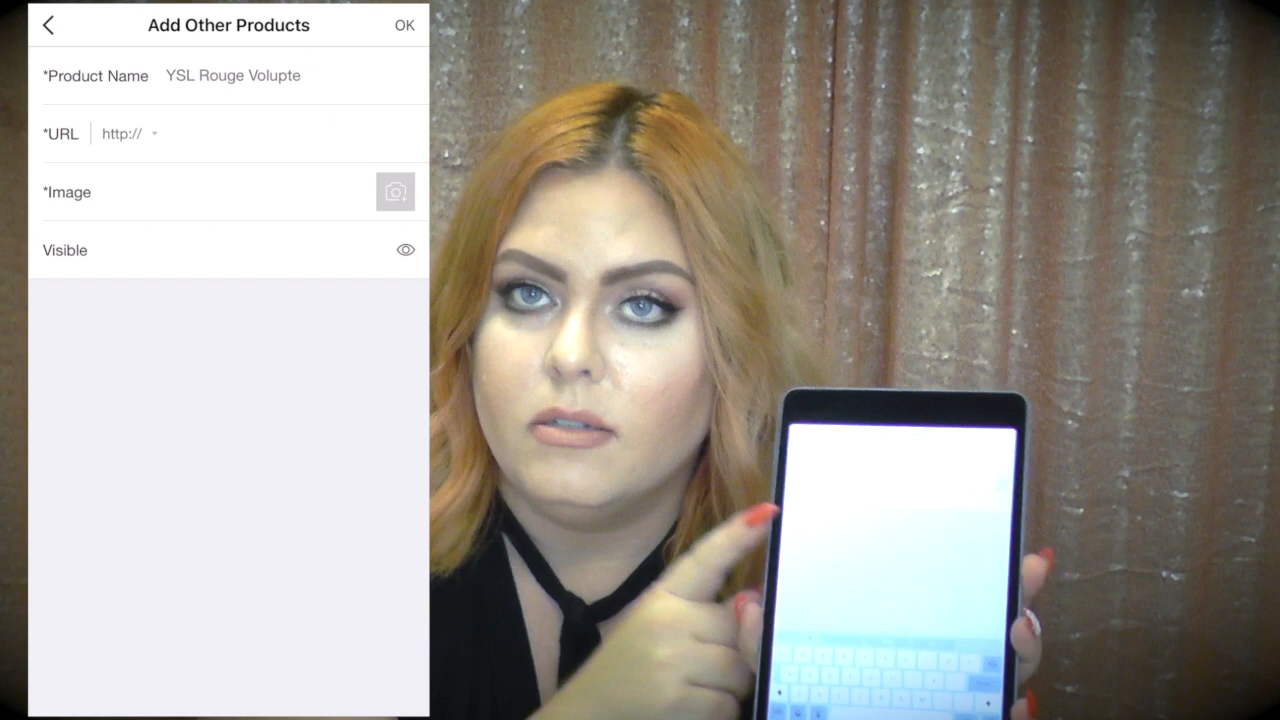 Add Other Products OK
*Product Name YSL Rouge Volupte
*URL http://
*Image
Visible